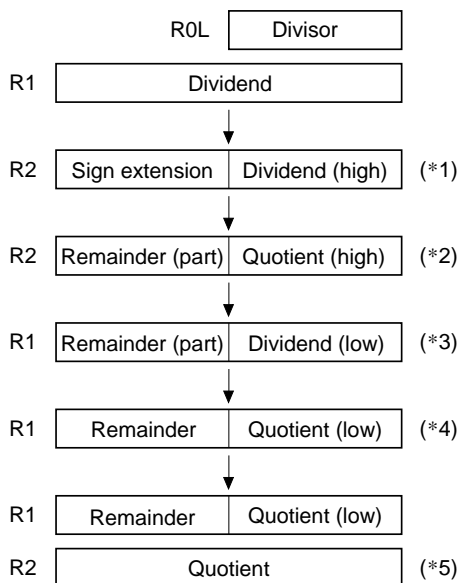 R0L Divisor
R1 Dividend
R2 Sign extension Dividend (high) (*1)
R2 Remainder (part) Quotient (high) (*2)
R1 Remainder (part) Dividend (low) (*3)
R1 Remainder Quotient (low) (*4)
R1 Remainder Quotient (low)
R2 Quotient (*5)